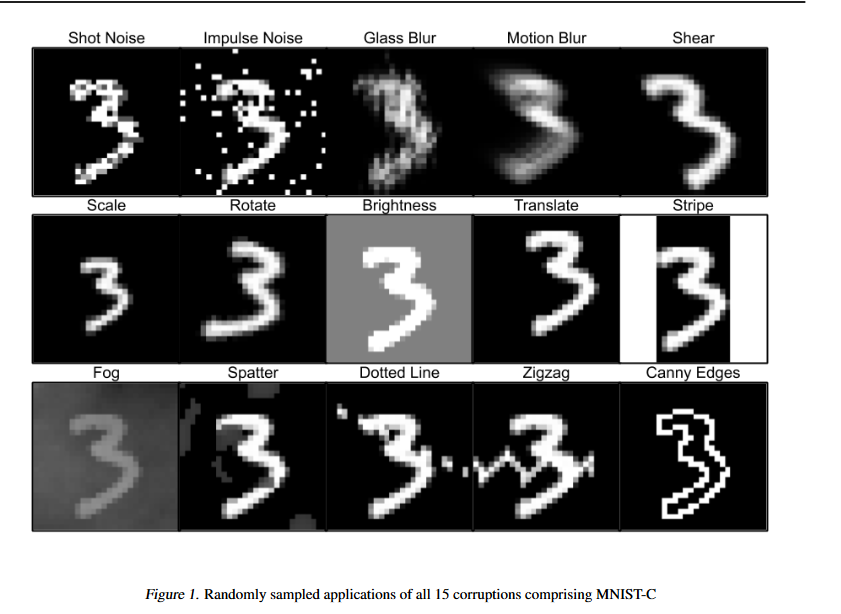 Shot Noise Impulse Noise Glass Blur Motion Blur Shear
Scale Rotate Brightness Translate Stripe
Fog Spatter Dotted Line Zigzag Canny Edges
Figure 1. Randomly sampled applications of all 15 corruptions comprising MNIST-C